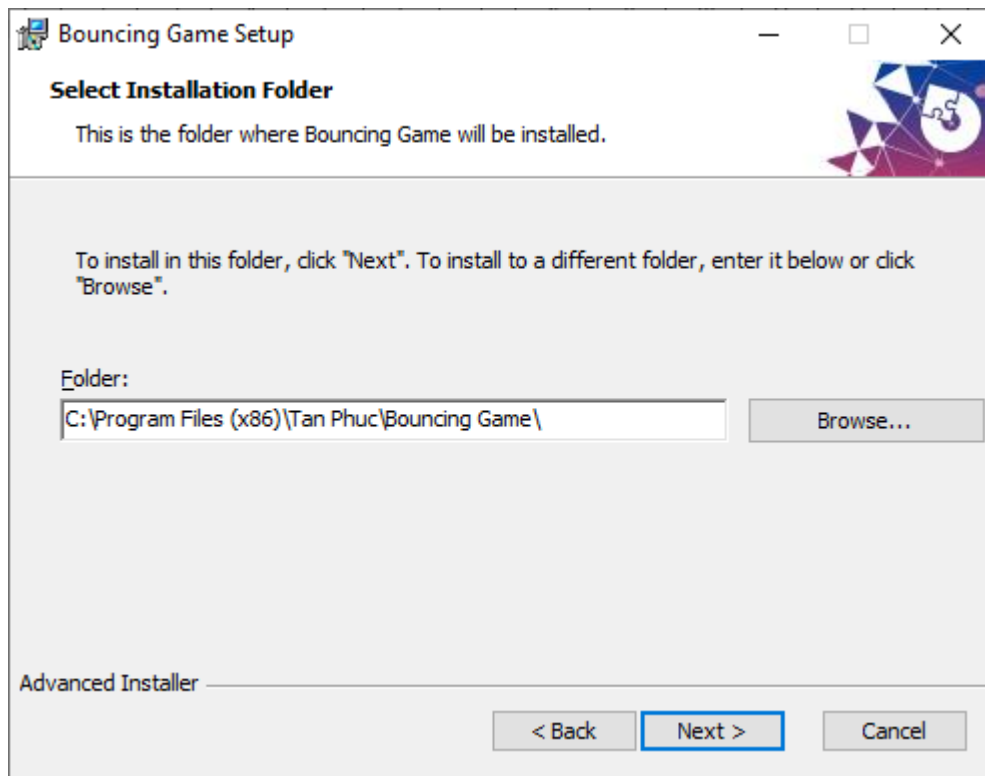 Bouncing Game Setup
Select Installation Folder
This is the folder where Bouncing Game will be installed.
To install in this folder, click "Next". To install to a different folder, enter it below or click
"Browse".
Folder:
C:\Program Files (x86)\Tan Phuc\Bouncing Game\
Browse...
Advanced Installer
< Back
Next >
Cancel